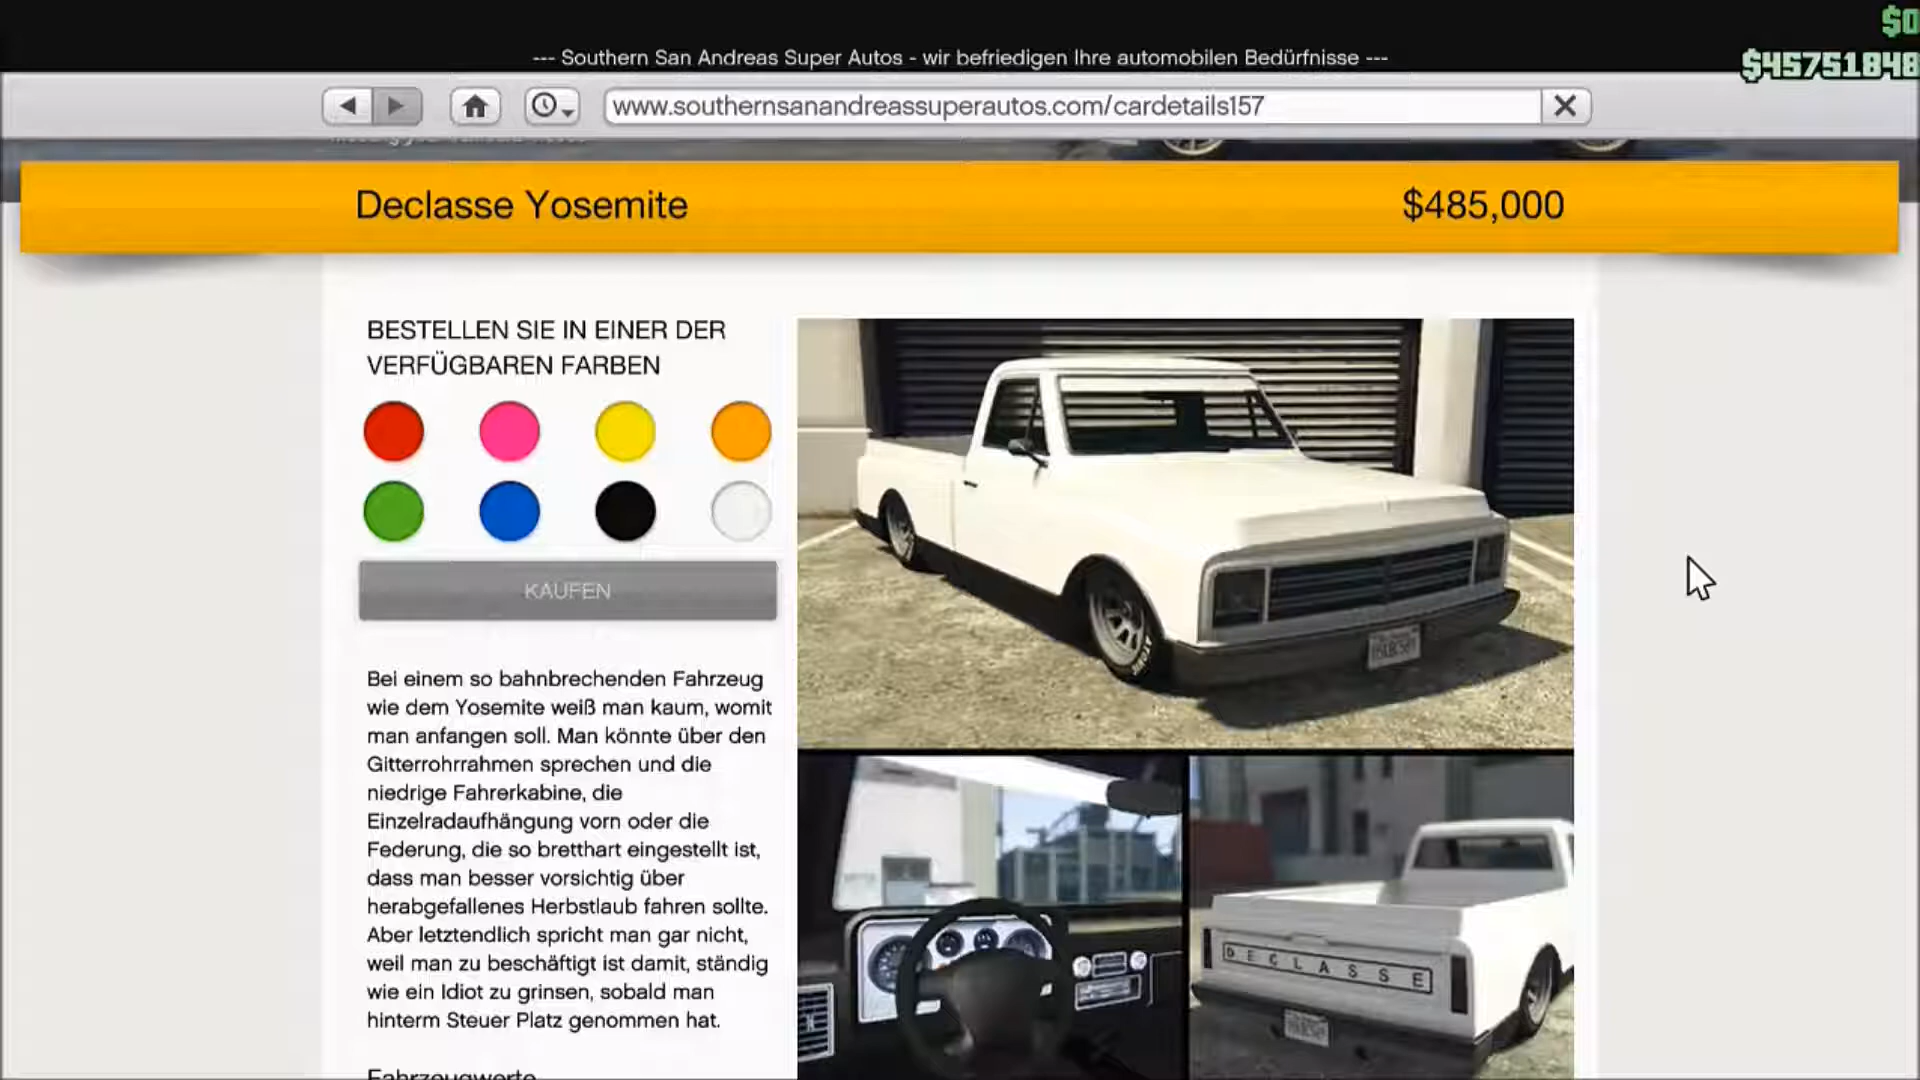 $0
--- Southern San Andreas Super Autos - wir befriedigen Ihre automobilen Bedürfnisse ---
$45751848
www.southernsanandreassuperautos.com/cardetails157
Declasse Yosemite
$485,000
BESTELLEN SIE IN EINER DER
VERFÜGBAREN FARBEN
KAUFEN
Bei einem so bahnbrechenden Fahrzeug
wie dem Yosemite weiß man kaum, womit
man anfangen soll. Man könnte über den
Gitterrohrrahmen sprechen und die
niedrige Fahrerkabine, die
Einzelradaufhängung vorn oder die
Federung, die so bretthart eingestellt ist,
dass man besser vorsichtig über
herabgefallenes Herbstlaub fahren sollte.
Aber letztendlich spricht man gar nicht,
weil man zu beschäftigt ist damit, ständig
wie ein Idiot zu grinsen, sobald man
hinterm Steuer Platz genommen hat.
DECLASSE
Fahrzeugwerte